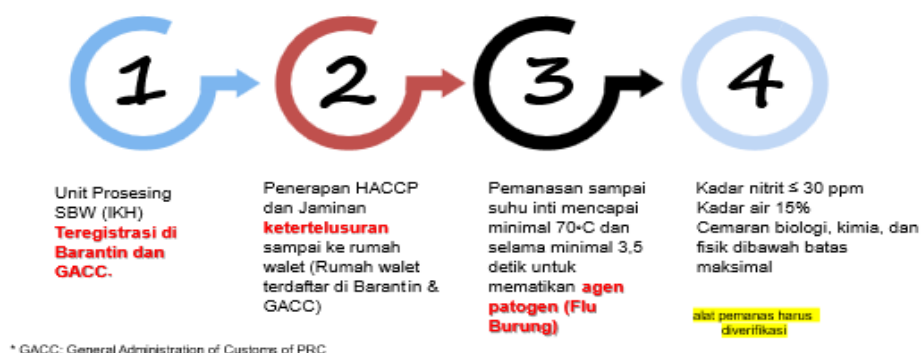 1
2
3
4
Unit Prosesing
SBW (IKH)
Teregistrasi di
Barantin dan
GACC.
Penerapan HACCP
dan Jaminan
ketertelusuran
sampai ke rumah
walet (Rumah walet
terdaftar di Barantin &
GACC)
Pemanasan sampai
suhu inti mencapai
minimal 70•C dan
selama minimal 3,5
detik untuk
mematikan agen
patogen (Flu
Burung)
Kadar nitrit ≤ 30 ppm
Kadar air 15%
Cemaran biologi, kimia, dan
fisik dibawah batas
maksimal
alat pemanas harus
diverifikasi
* GACC: General Administration of Customs of PRC